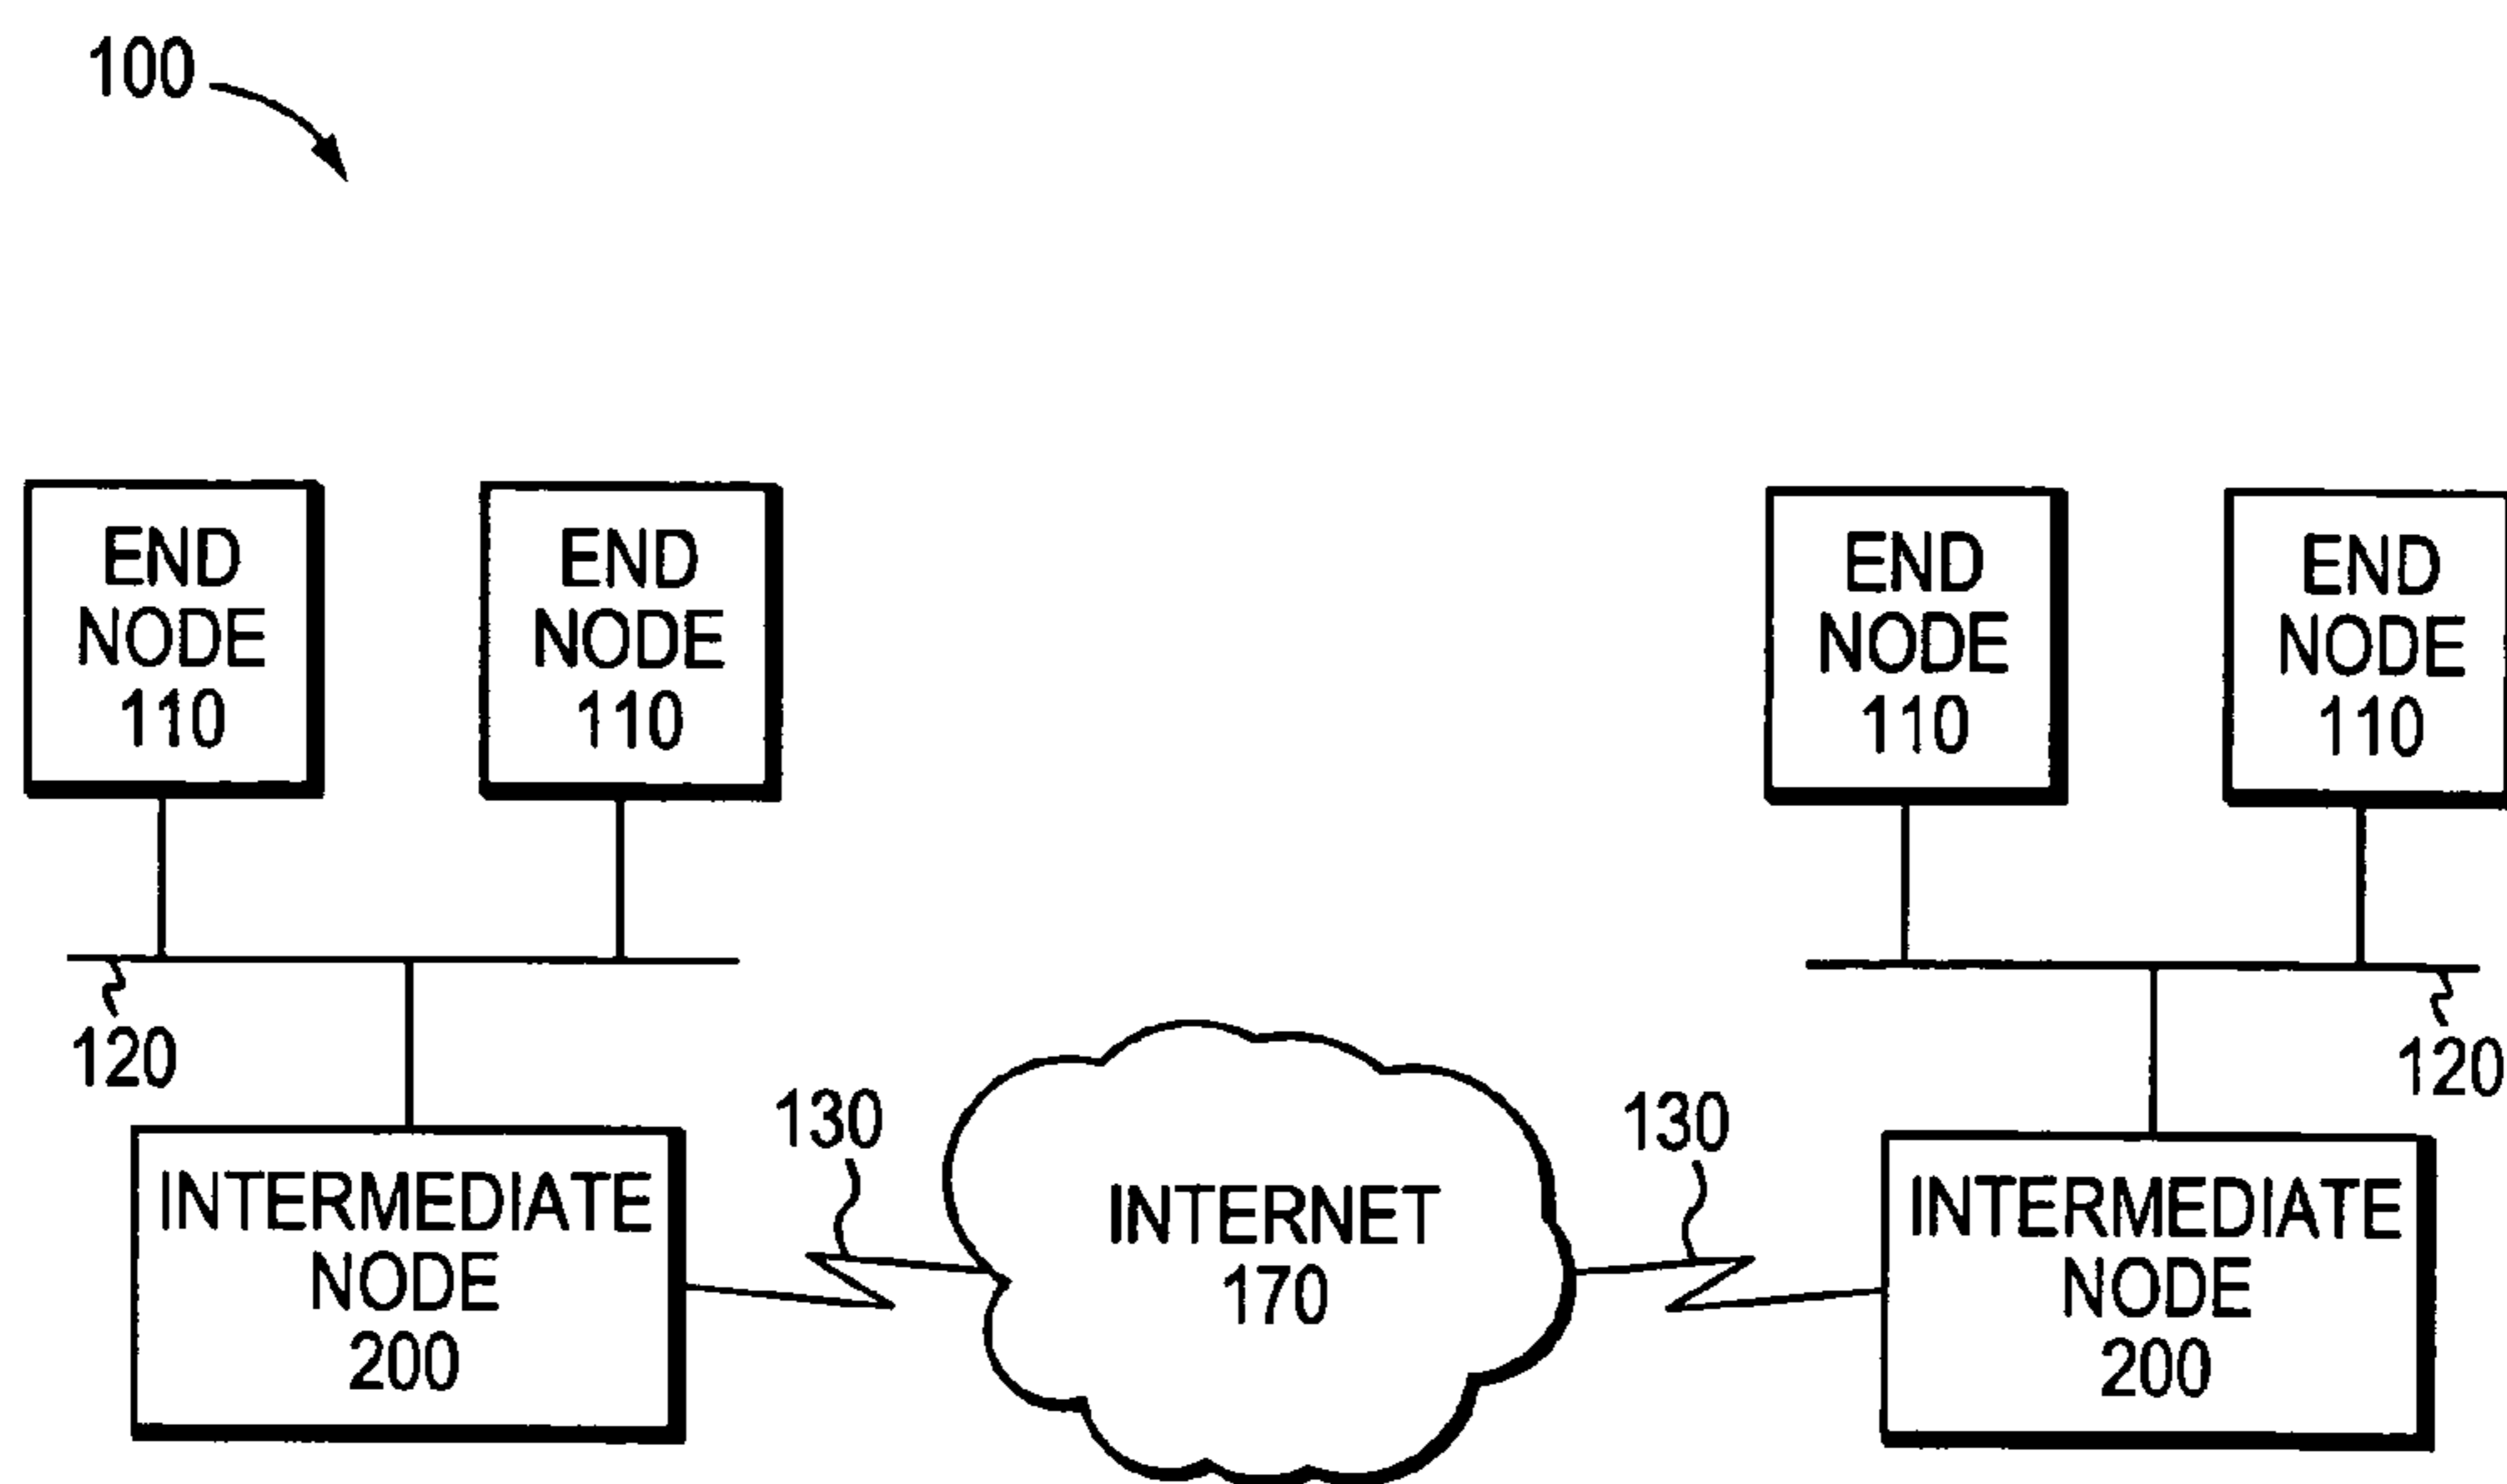 100
END
NODE
110
END
NODE
110
END
NODE
110
END
NODE
110
120
120
130
130
INTERMEDIATE
NODE
200
INTERNET
170
INTERMEDIATE
NODE
200